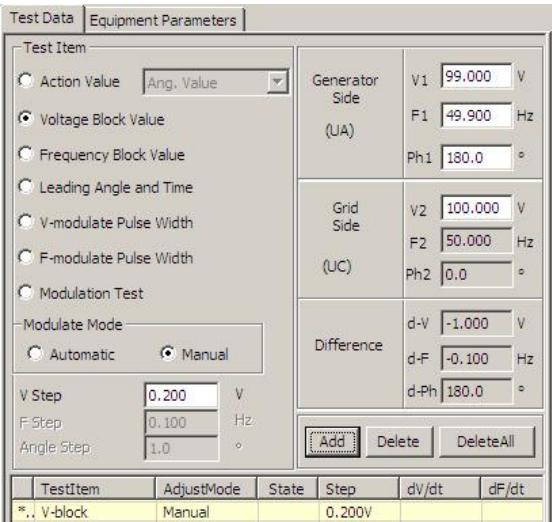 Test Data Equipment Parameters
Test Item
Action Value Ang. Value
Voltage Block Value
Frequency Block Value
Leading Angle and Time
V-modulate Pulse Width
F-modulate Pulse Width
Modulation Test
Modulate Mode
Automatic Manual
V Step 0.200 V
F Step 0.100 Hz
Angle Step 1.0 °
Generator
Side
(UA)
V1 99.000 V
F1 49.900 Hz
Ph1 180.0 °
Grid
Side
(UC)
V2 100.000 V
F2 50.000 Hz
Ph2 0.0 °
Difference
d-V -1.000 V
d-F -0.100 Hz
d-Ph 180.0 °
Add Delete DeleteAll
TestItem AdjustMode State Step dV/dt dF/dt
*.. V-block Manual 0.200V